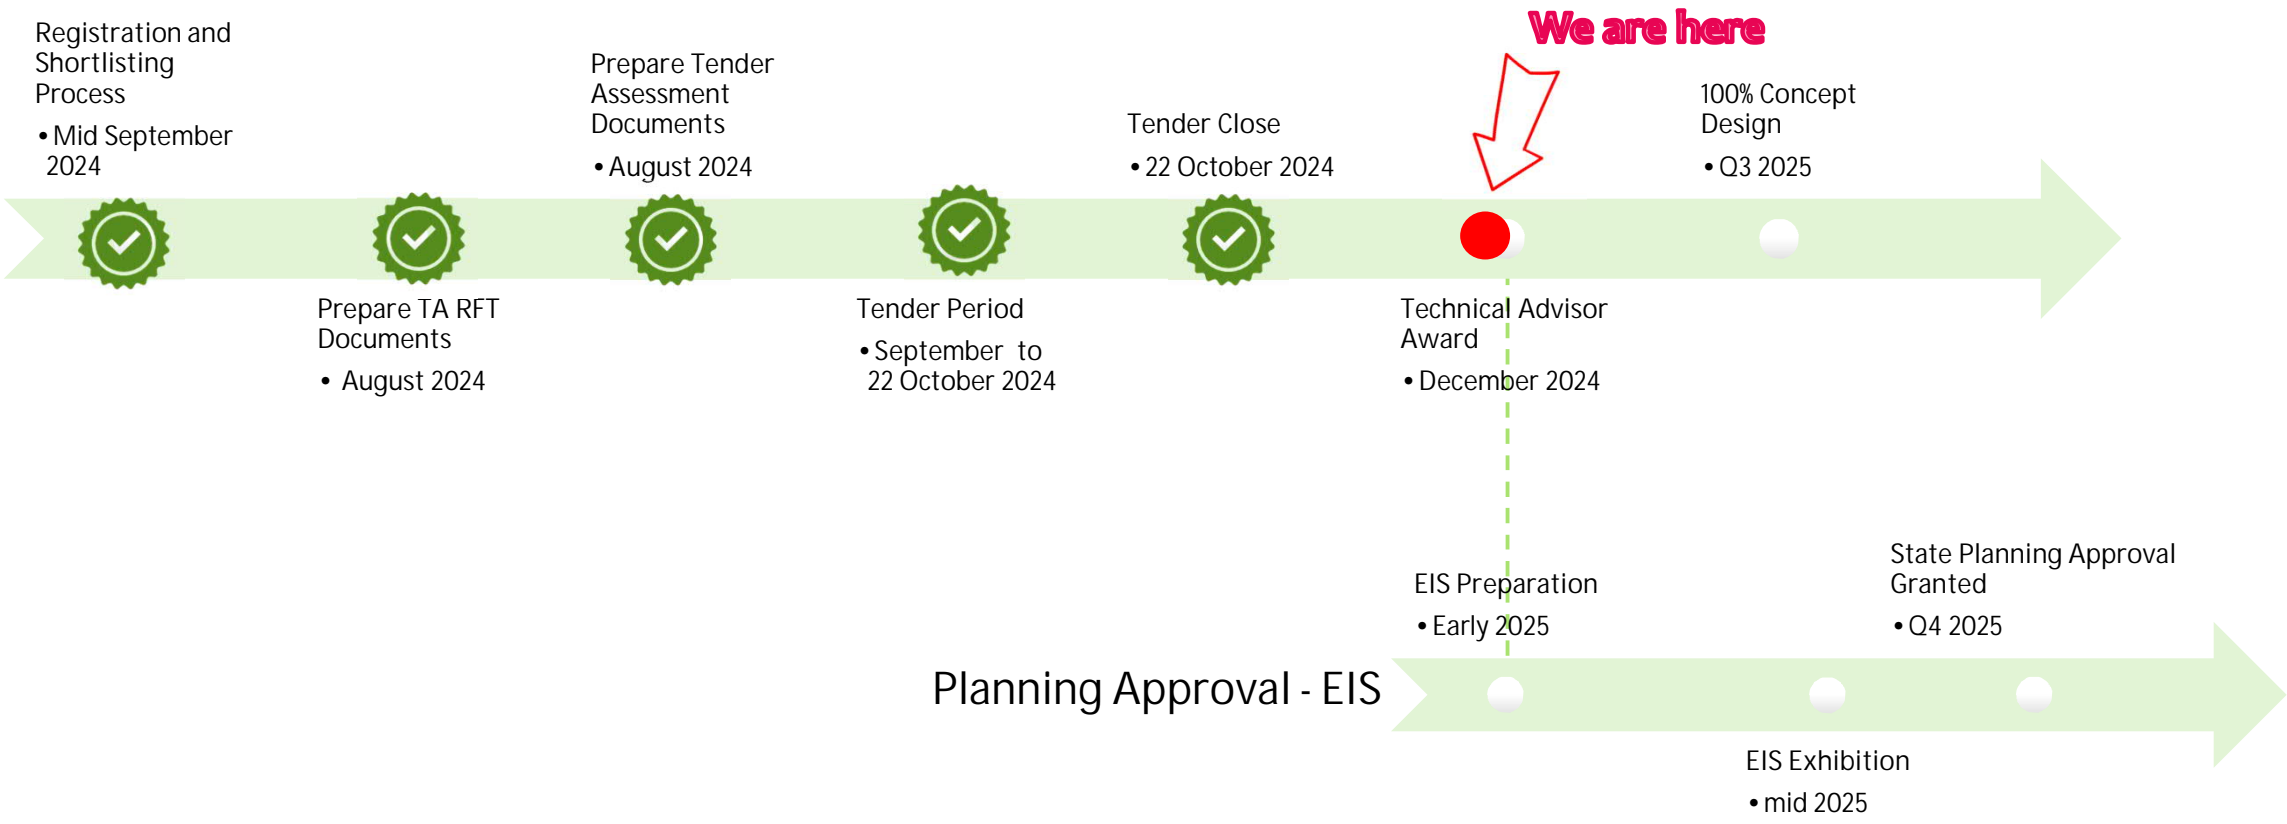 We are here
Registration and
Shortlisting
Process
• Mid September
2024
Prepare Tender
Assessment
Documents
• August 2024
Tender Close
• 22 October 2024
100% Concept
Design
• Q3 2025
Prepare TA RFT
Documents
• August 2024
Tender Period
• September to
22 October 2024
Technical Advisor
Award
• December 2024
EIS Preparation
• Early 2025
State Planning Approval
Granted
• Q4 2025
Planning Approval - EIS
EIS Exhibition
• mid 2025